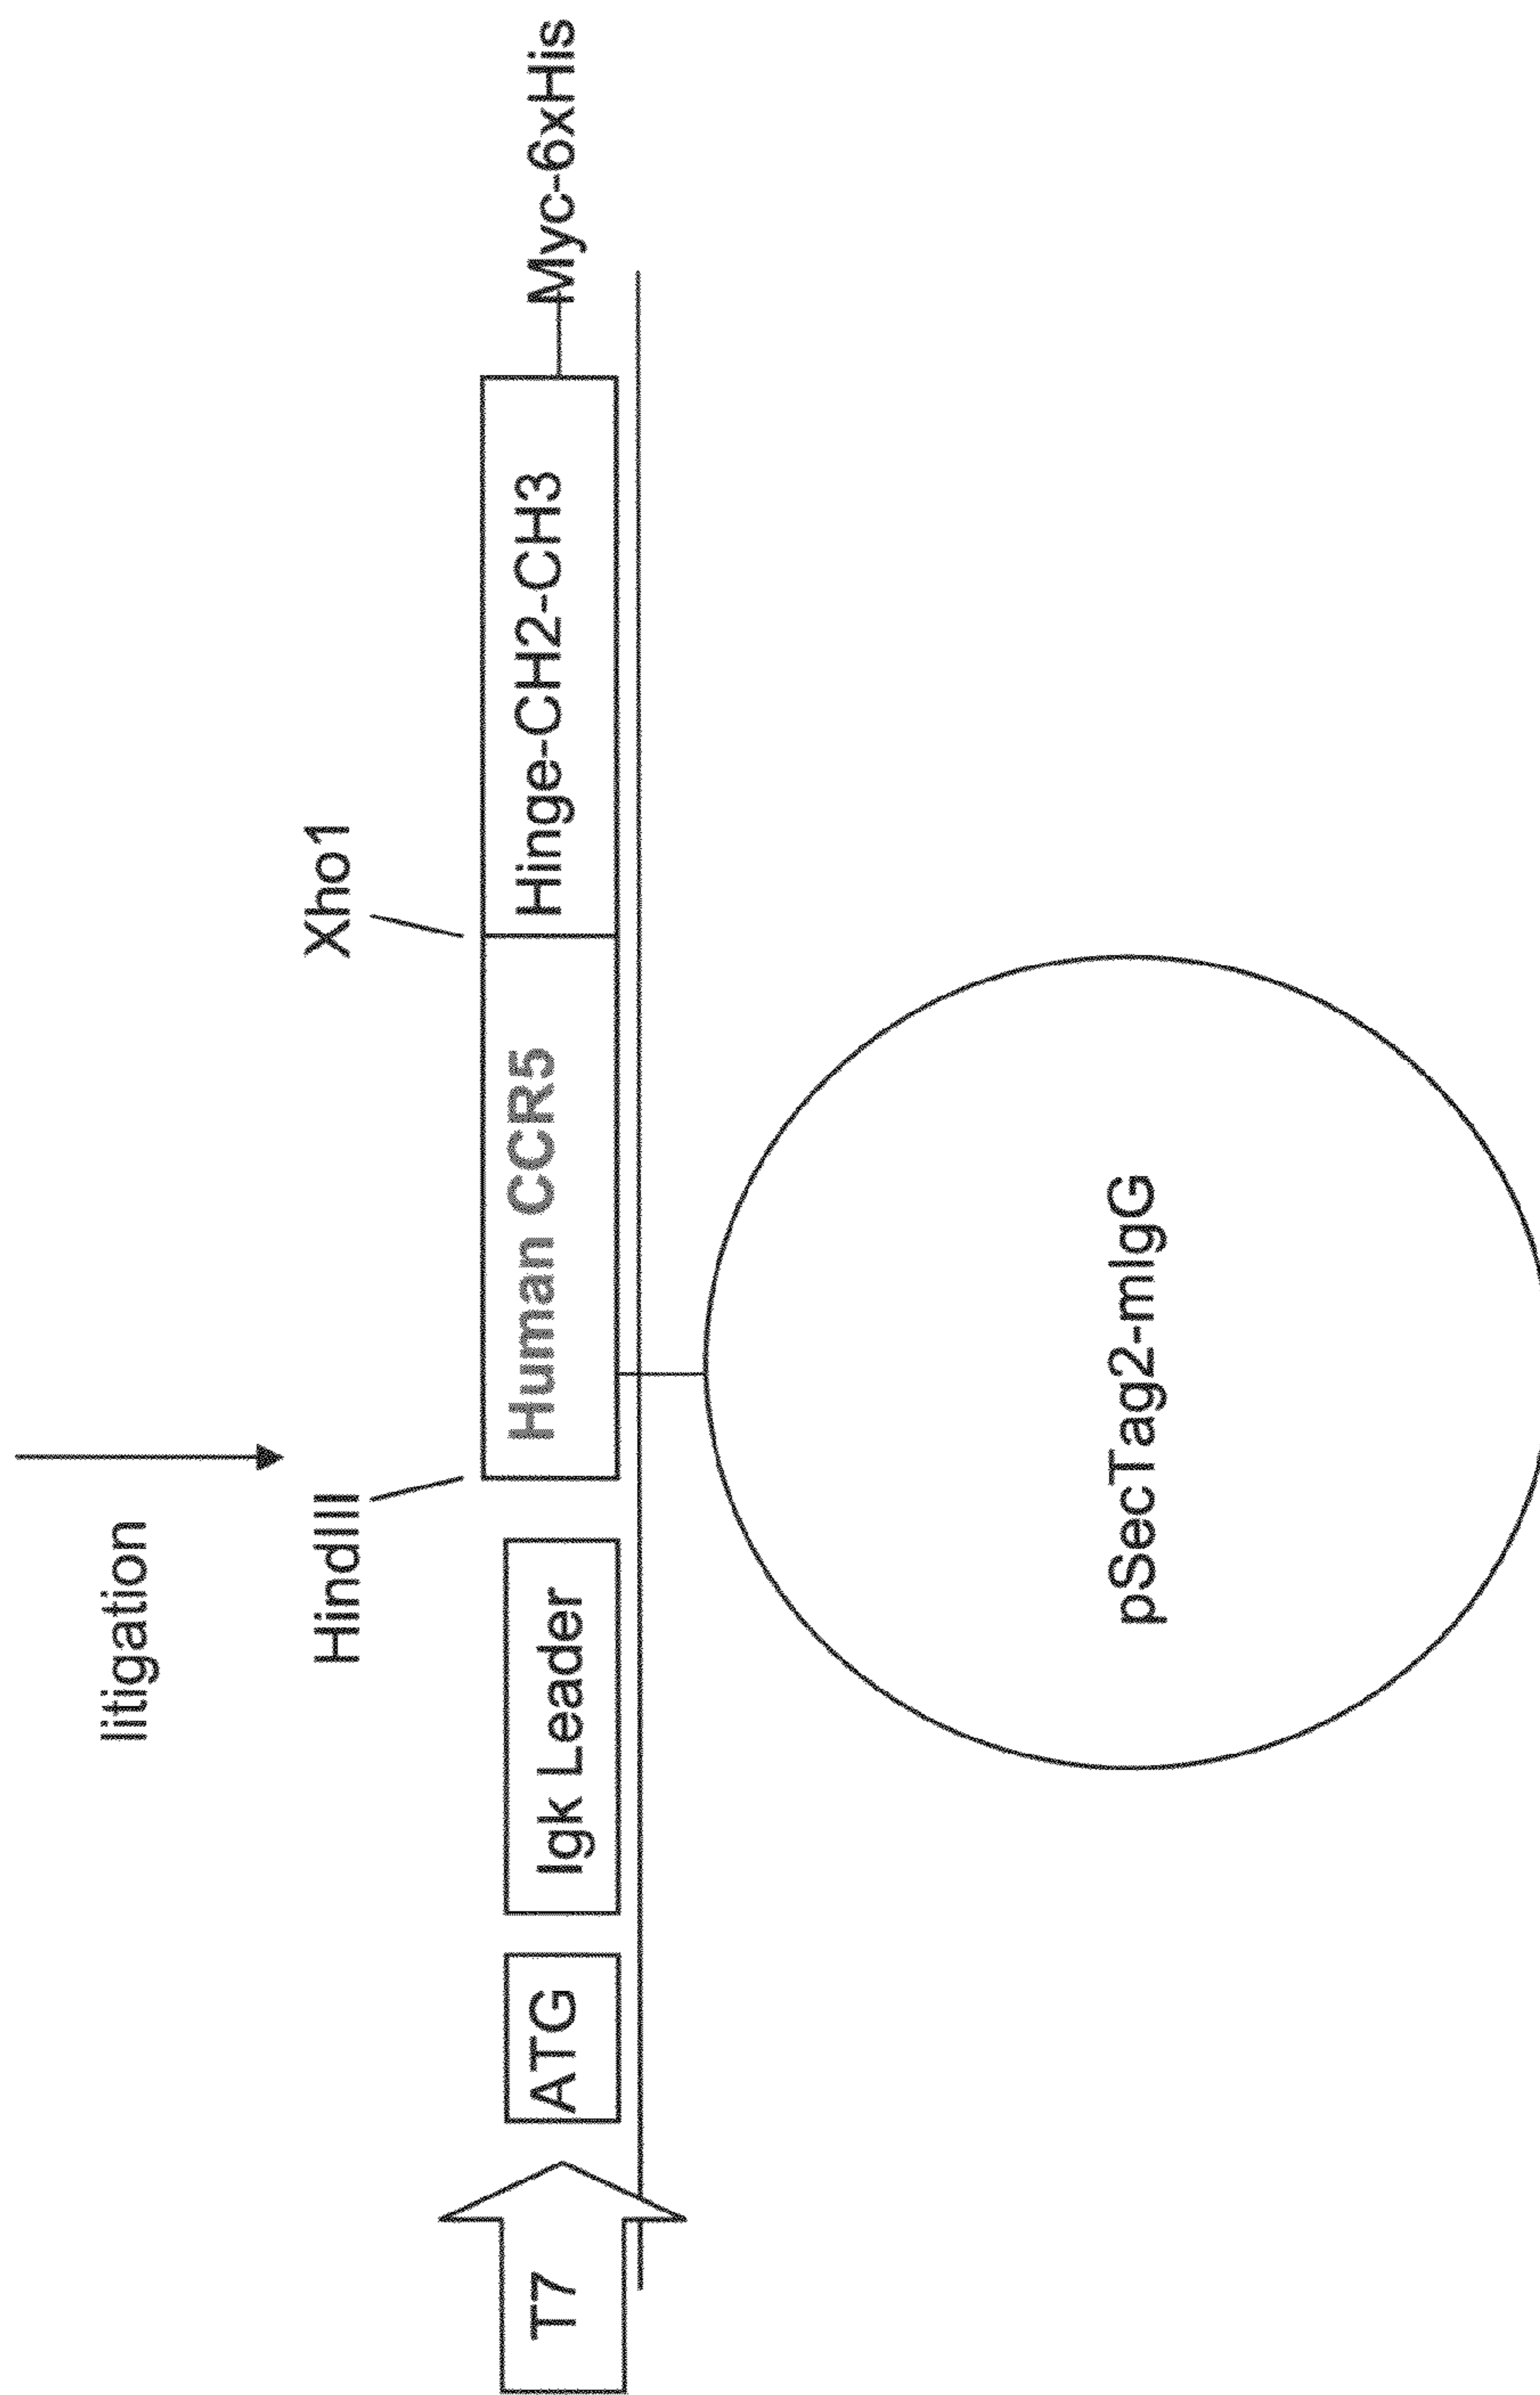 litigation
HindIII
Xho1
T7
ATG
Igk Leader
Human CCR5
Hinge-CH2-CH3
Myc-6xHis
pSecTag2-mIgG